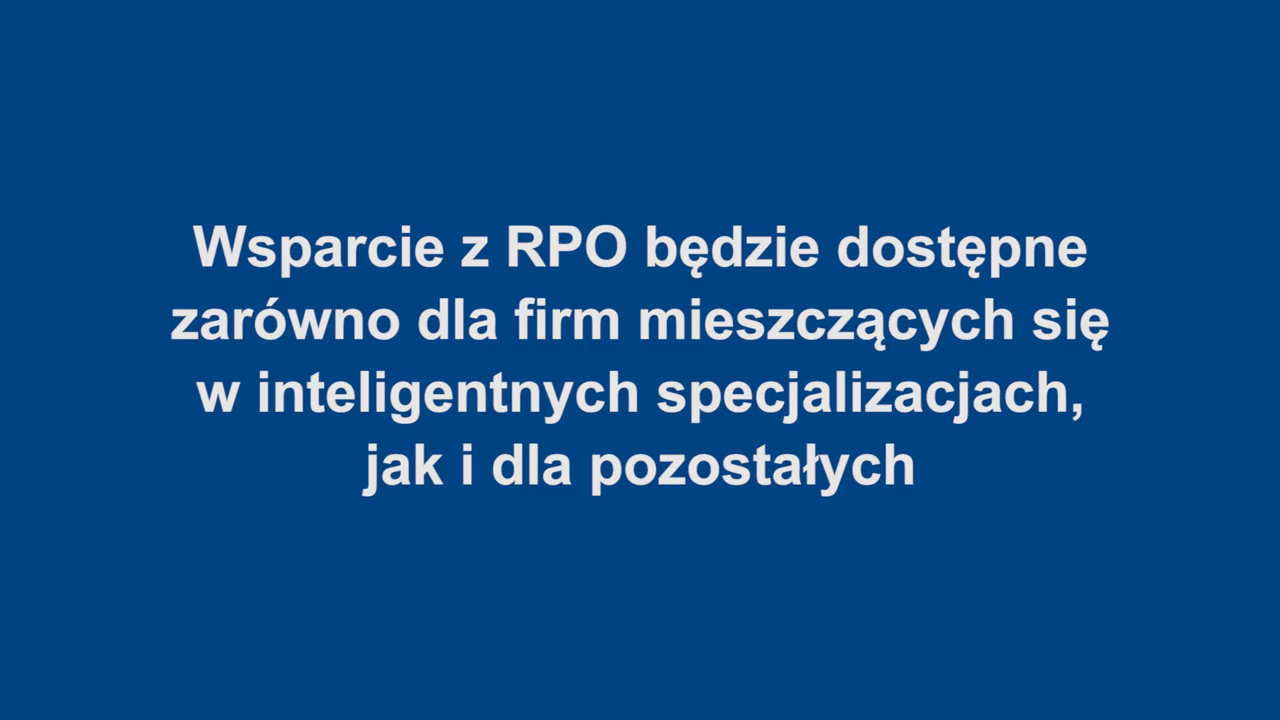 Wsparcie z RPO będzie dostępne
zarówno dla firm mieszczących się
w inteligentnych specjalizacjach,
jak i dla pozostałych